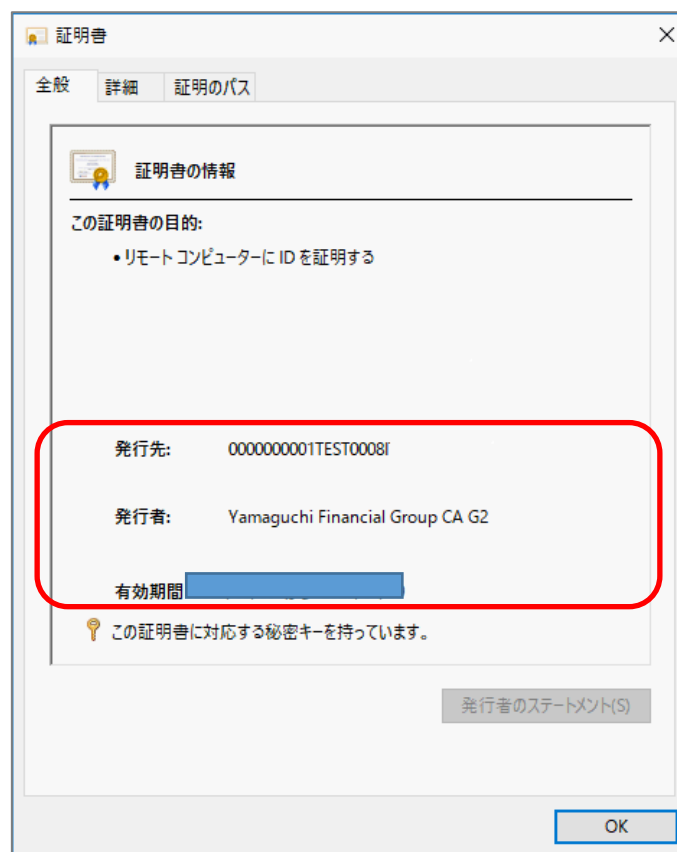 証明書
全般 詳細 証明のパス
証明書の情報
この証明書の目的:
• リモート コンピューターに ID を証明する
発行先:
発行者: Yamaguchi Financial Group CA G2
有効期間
この証明書に対応する秘密キーを持っています。
発行者のステートメント(S)
OK